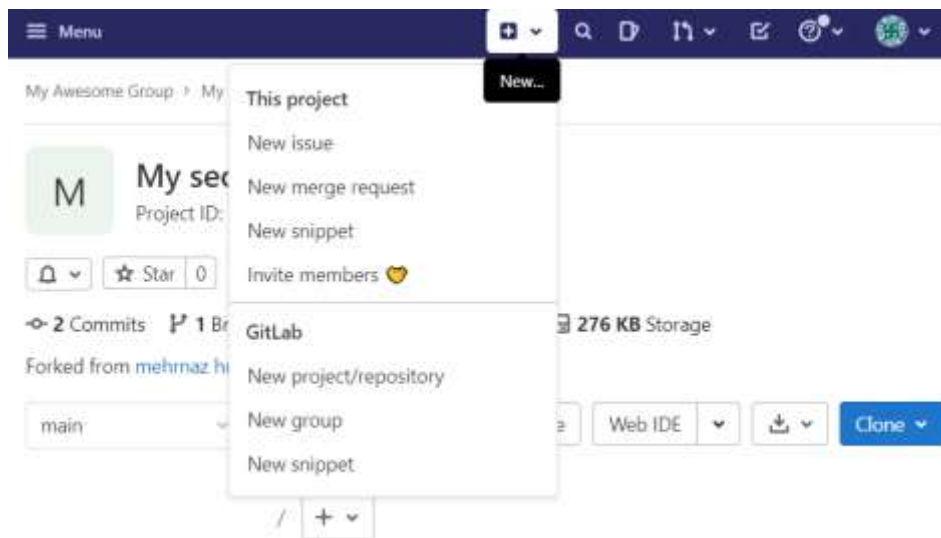 Menu
New...
My Awesome Group > My
This project
New issue
New merge request
New snippet
Invite members
M
My sec
Project ID:
Star 0
2 Commits 1 Br
276 KB Storage
GitLab
New project/repository
New group
New snippet
Forked from mehrnaz h
main
Web IDE
Clone
/ +